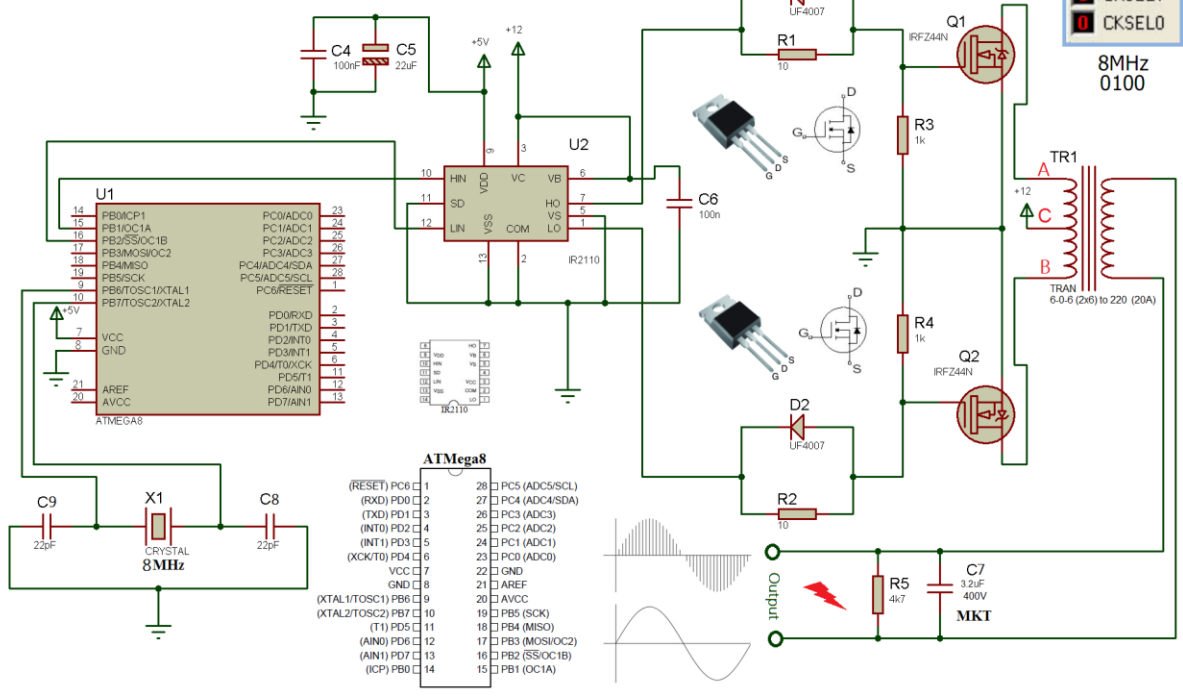 CKSEL1
0
CKSEL0
8MHz
0100
UF4007
R1
10
Q1
IRFZ44N
C4
100nF
C5
22uF
+5V
+12
U2
10
HIN
11
SD
12
LIN
9
VDD
3
VC
VB
6
HO
7
VS
5
LO
1
VSS
13
COM
2
IR2110
C6
100n
D
G
S
G
D
S
R3
1k
TR1
A
+12
C
B
TRAN
6-0-6 (2x6) to 220 (20A)
U1
14
PB0/ICP1
15
PB1/OC1A
16
PB2/SS/OC1B
17
PB3/MOSI/OC2
18
PB4/MISO
19
PB5/SCK
9
PB6/TOSC1/XTAL1
10
PB7/TOSC2/XTAL2
+5V
7
VCC
8
GND
21
AREF
20
AVCC
PC0/ADC0
23
PC1/ADC1
24
PC2/ADC2
25
PC3/ADC3
26
PC4/ADC4/SDA
27
PC5/ADC5/SCL
28
PC6/RESET
1
PD0/RXD
2
PD1/TXD
3
PD2/INT0
4
PD3/INT1
5
PD4/T0/XCK
6
PD5/T1
11
PD6/AIN0
12
PD7/AIN1
13
ATMEGA8
HO
VDD
VB
HIN
VS
SD
LIN
VCC
VSS
COM
LO
IR2110
D
G
S
G
D
S
R4
1k
Q2
IRFZ44N
D2
UF4007
R2
10
C9
22pF
X1
CRYSTAL
8MHz
C8
22pF
ATMega8
(RESET) PC6 1 28 PC5 (ADC5/SCL)
(RXD) PD0 2 27 PC4 (ADC4/SDA)
(TXD) PD1 3 26 PC3 (ADC3)
(INT0) PD2 4 25 PC2 (ADC2)
(INT1) PD3 5 24 PC1 (ADC1)
(XCK/T0) PD4 6 23 PC0 (ADC0)
VCC 7 22 GND
GND 8 21 AREF
(XTAL1/TOSC1) PB6 9 20 AVCC
(XTAL2/TOSC2) PB7 10 19 PB5 (SCK)
(T1) PD5 11 18 PB4 (MISO)
(AIN0) PD6 12 17 PB3 (MOSI/OC2)
(AIN1) PD7 13 16 PB2 (SS/OC1B)
(ICP) PB0 14 15 PB1 (OC1A)
Output
R5
4k7
C7
3.2uF
400V
MKT